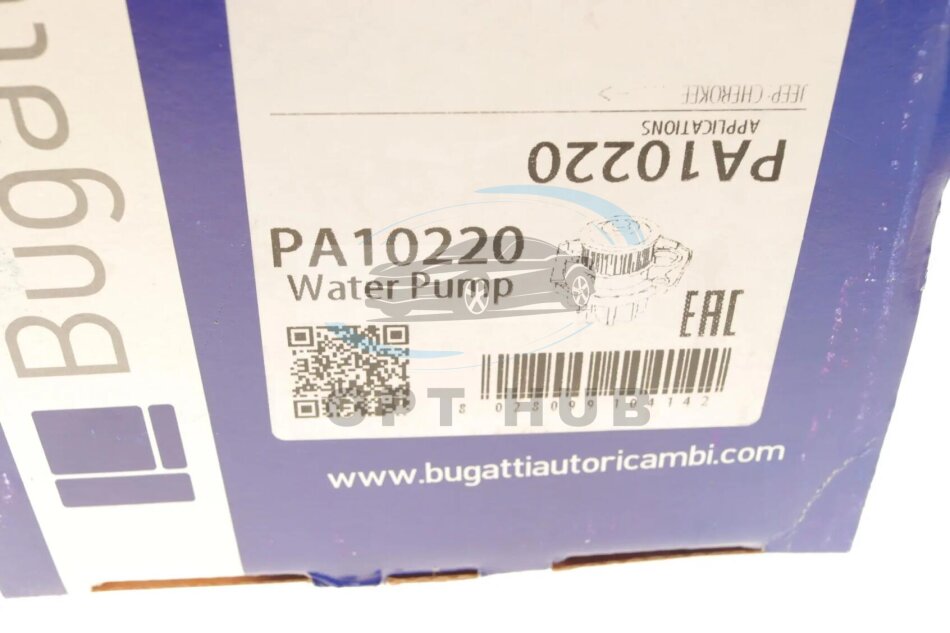 Bugatti
JEEP-CHEROKEE --->
APPLICATIONS
PA10220
PA10220
Water Pump
EAC
OPT HUB
www.bugattiautoricambi.com